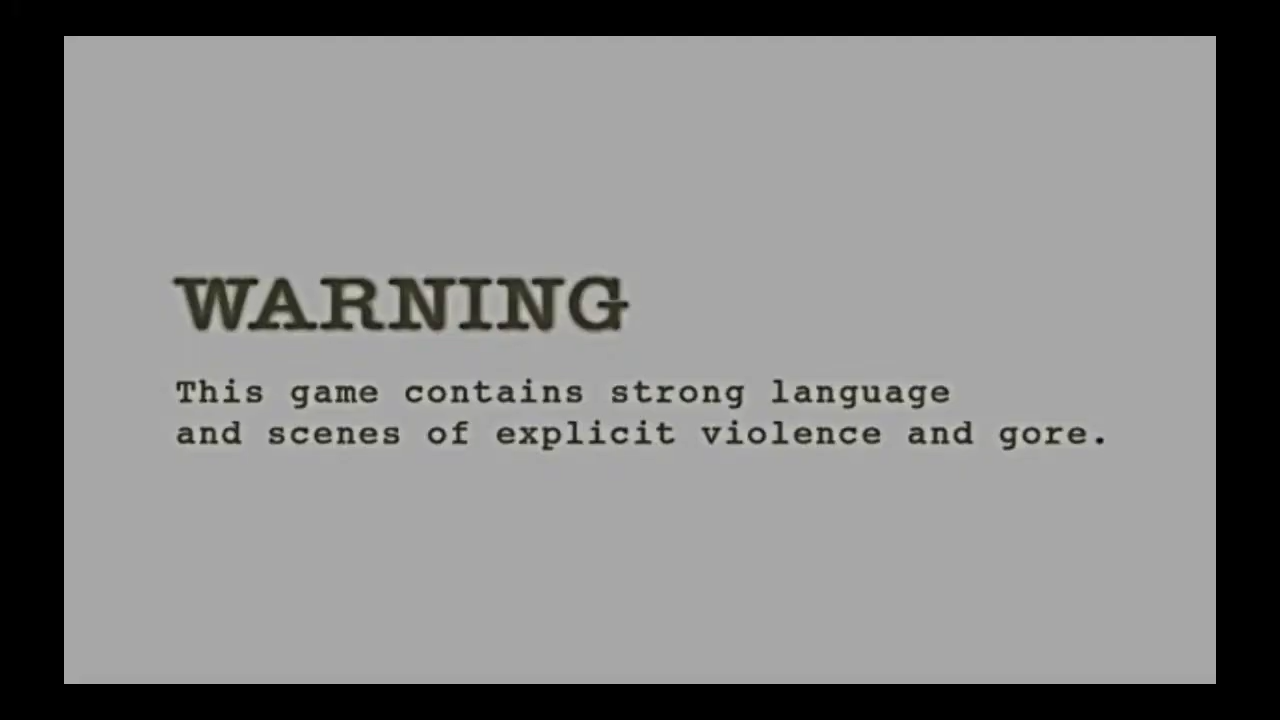 WARNING
This game contains strong language
and scenes of explicit violence and gore.